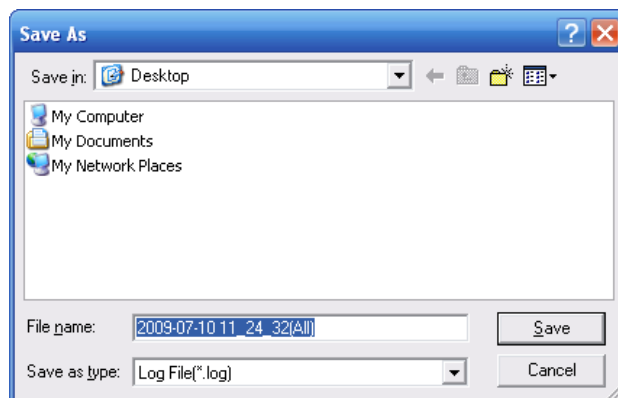 Save As
Save in: Desktop
My Computer
My Documents
My Network Places
File name: 2009-07-10 11_24_32(All)
Save
Save as type: Log File(*.log)
Cancel